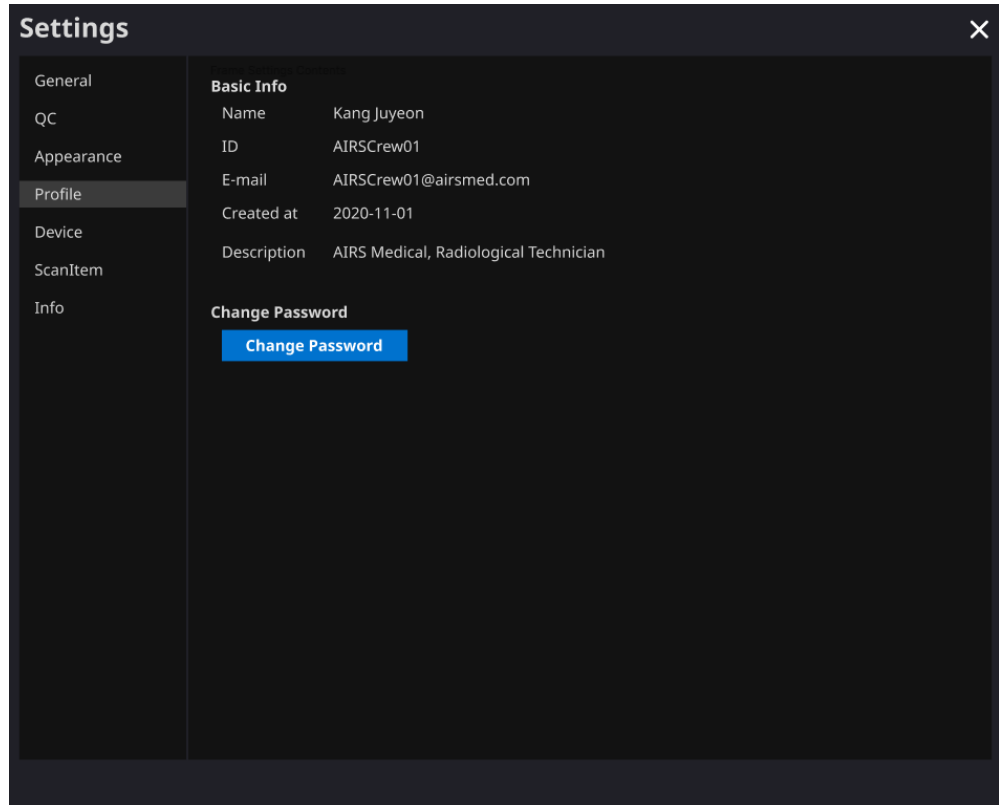 Settings
General
QC
Appearance
Profile
Device
ScanItem
Info
Basic Info
Name Kang Juyeon
ID AIRSCrew01
E-mail AIRSCrew01@airsmed.com
Created at 2020-11-01
Description AIRS Medical, Radiological Technician
Change Password
Change Password